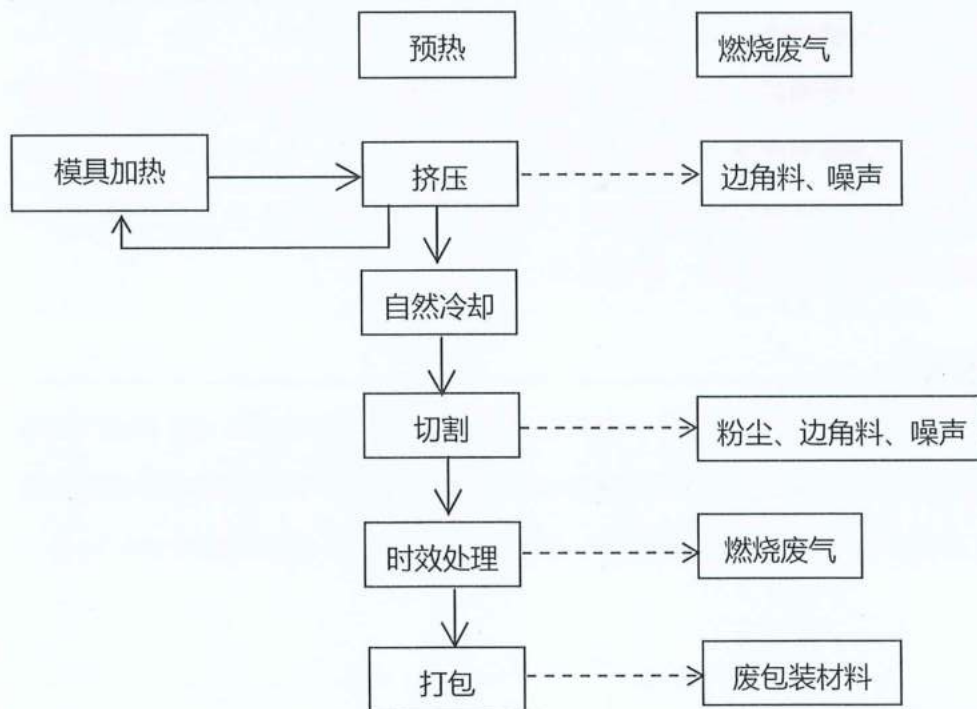 预热 燃烧废气
模具加热 挤压 边角料、噪声
自然冷却
切割 粉尘、边角料、噪声
时效处理 燃烧废气
打包 废包装材料